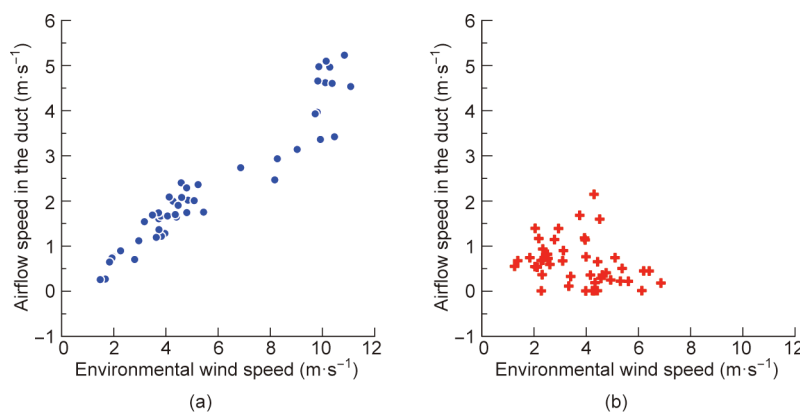 6
5
4
3
2
1
0
−1
0 2 4 6 8 10 12
Airflow speed in the duct (m·s⁻¹)
Environmental wind speed (m·s⁻¹)
(a)
6
5
4
3
2
1
0
−1
0 2 4 6 8 10 12
Airflow speed in the duct (m·s⁻¹)
Environmental wind speed (m·s⁻¹)
(b)